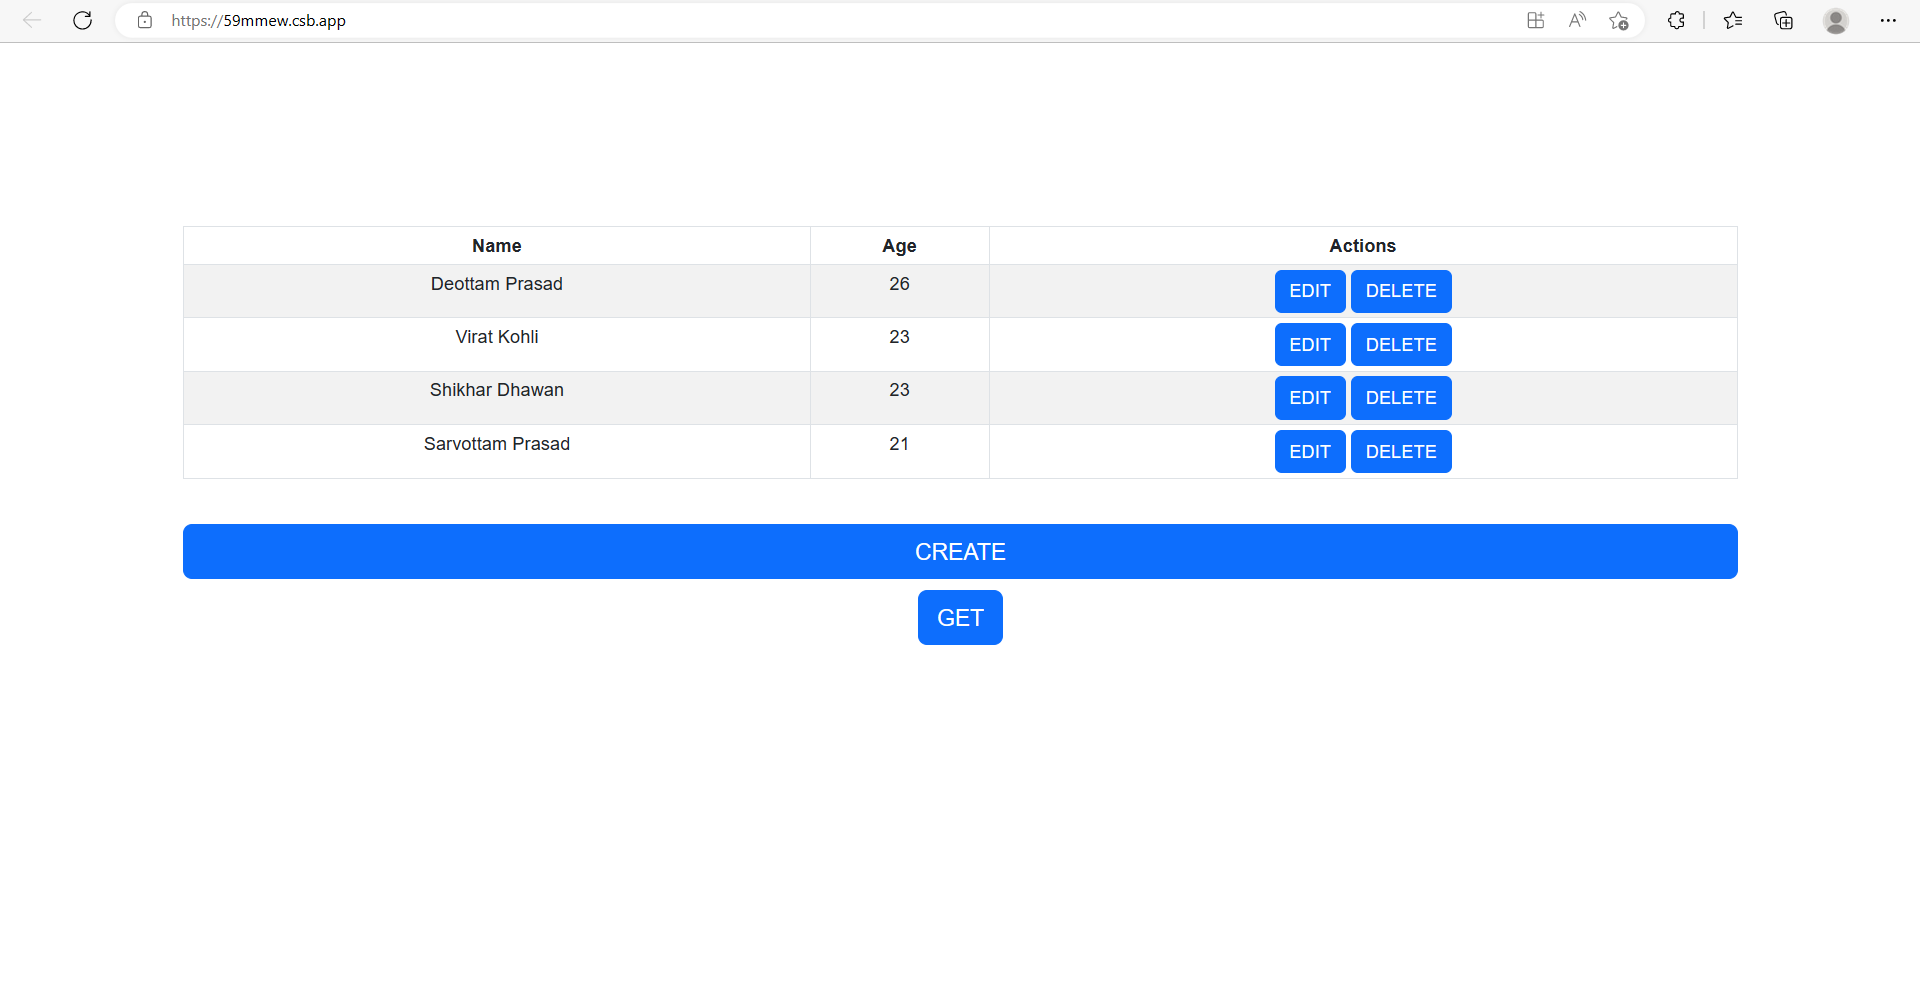 https://59mmew.csb.app
Name Age Actions
Deottam Prasad 26 EDIT DELETE
Virat Kohli 23 EDIT DELETE
Shikhar Dhawan 23 EDIT DELETE
Sarvottam Prasad 21 EDIT DELETE
CREATE
GET